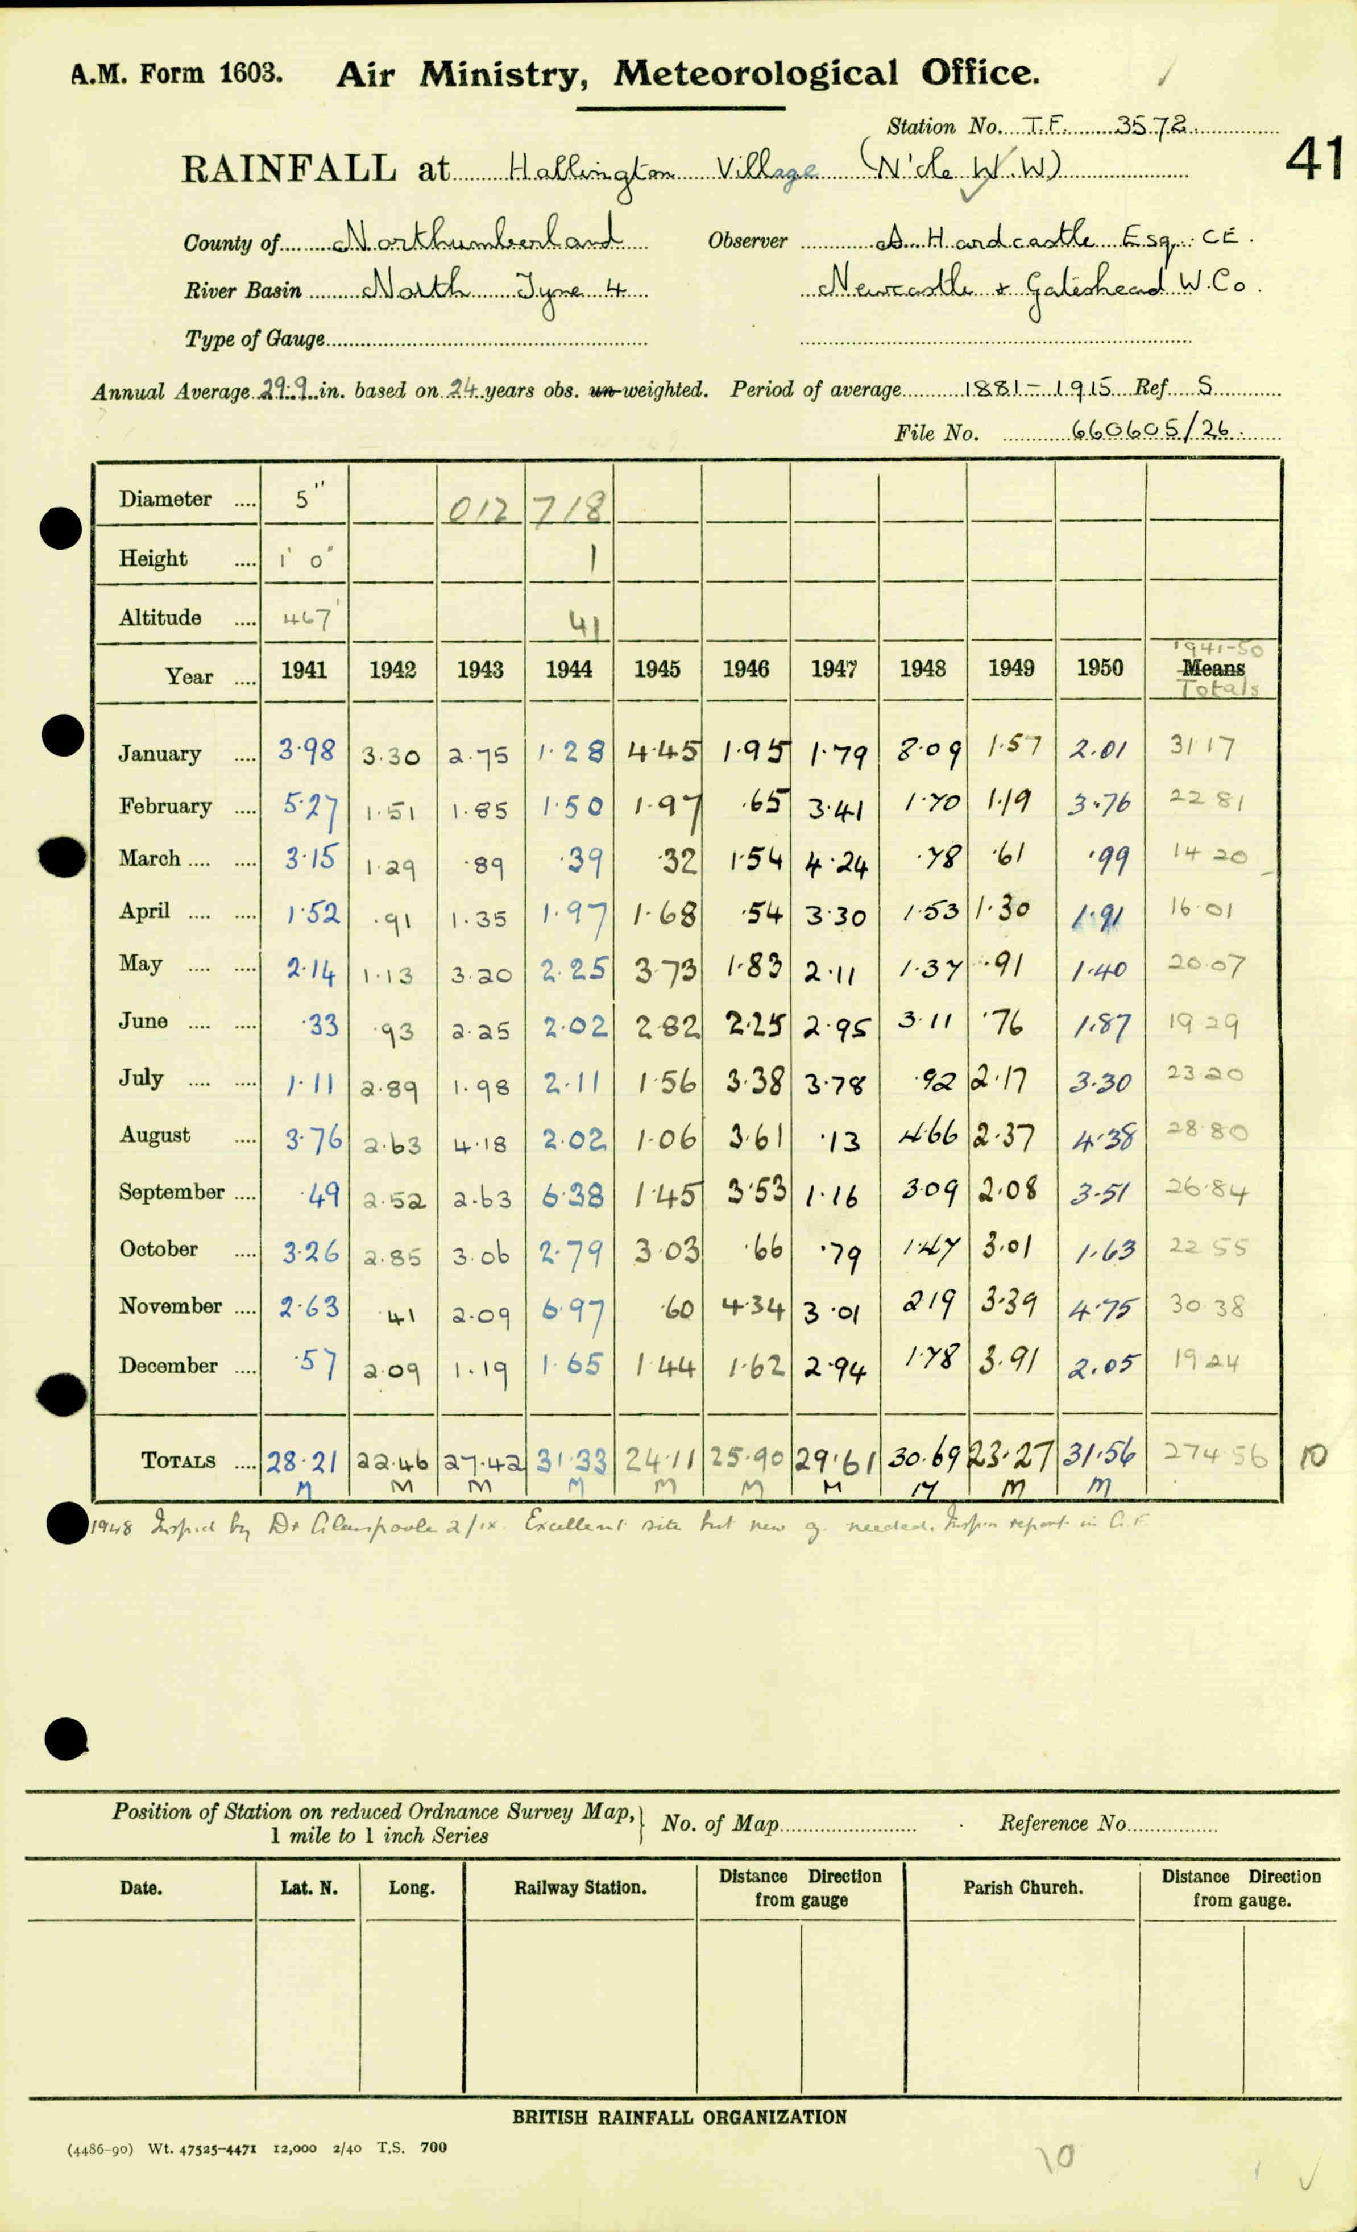 A.M. Form 1603. Air Ministry, Meteorological Office.
Station No. T.F. 3572
RAINFALL at Hallington Village (N'cle W.W) 41
County of Northumberland Observer A. Hardcastle Esq. CE.
River Basin North Tyne 4 Newcastle & Gateshead W.Co.
Type of Gauge
Annual Average 29.9 in. based on 24 years obs. un-weighted. Period of average 1881-1915 Ref. S
File No. 660605/26.
Diameter 5" 012 718
Height 1' 0" 1
Altitude 467' 41
1941-50
Year 1941 1942 1943 1944 1945 1946 1947 1948 1949 1950 Means
Totals
January 3.98 3.30 2.75 1.28 4.45 1.95 1.79 8.09 1.57 2.01 31 17
February 5.27 1.51 1.85 1.50 1.97 .65 3.41 1.70 1.19 3.76 22 81
March 3.15 1.29 .89 .39 .32 1.54 4.24 .78 .61 .99 14 20
April 1.52 .91 1.35 1.97 1.68 .54 3.30 1.53 1.30 1.91 16.01
May 2.14 1.13 3.20 2.25 3.73 1.83 2.11 1.37 .91 1.40 20.07
June .33 .93 2.25 2.02 2.82 2.25 2.95 3.11 .76 1.87 19 29
July 1.11 2.89 1.98 2.11 1.56 3.38 3.78 .92 2.17 3.30 23 20
August 3.76 2.63 4.18 2.02 1.06 3.61 .13 4.66 2.37 4.38 28.80
September .49 2.52 2.63 6.38 1.45 3.53 1.16 3.09 2.08 3.51 26.84
October 3.26 2.85 3.06 2.79 3.03 .66 .79 1.47 3.01 1.63 22 55
November 2.63 .41 2.09 6.97 .60 4.34 3.01 2.19 3.39 4.75 30 38
December .57 2.09 1.19 1.65 1.44 1.62 2.94 1.78 3.91 2.05 19 24
TOTALS 28.21 22.46 27.42 31.33 24.11 25.90 29.61 30.69 23.27 31.56 274.56 10
M M M M M M M M M M
1948 Insp.d by Dr Glasspoole 2/ix. Excellent site but new g. needed. Inspn report in C.F.
Position of Station on reduced Ordnance Survey Map, No. of Map Reference No.
1 mile to 1 inch Series
Date. Lat. N. Long. Railway Station. Distance Direction from gauge Parish Church. Distance Direction from gauge.
BRITISH RAINFALL ORGANIZATION
(4486-90) Wt. 47525-4471 12,000 2/40 T.S. 700
10